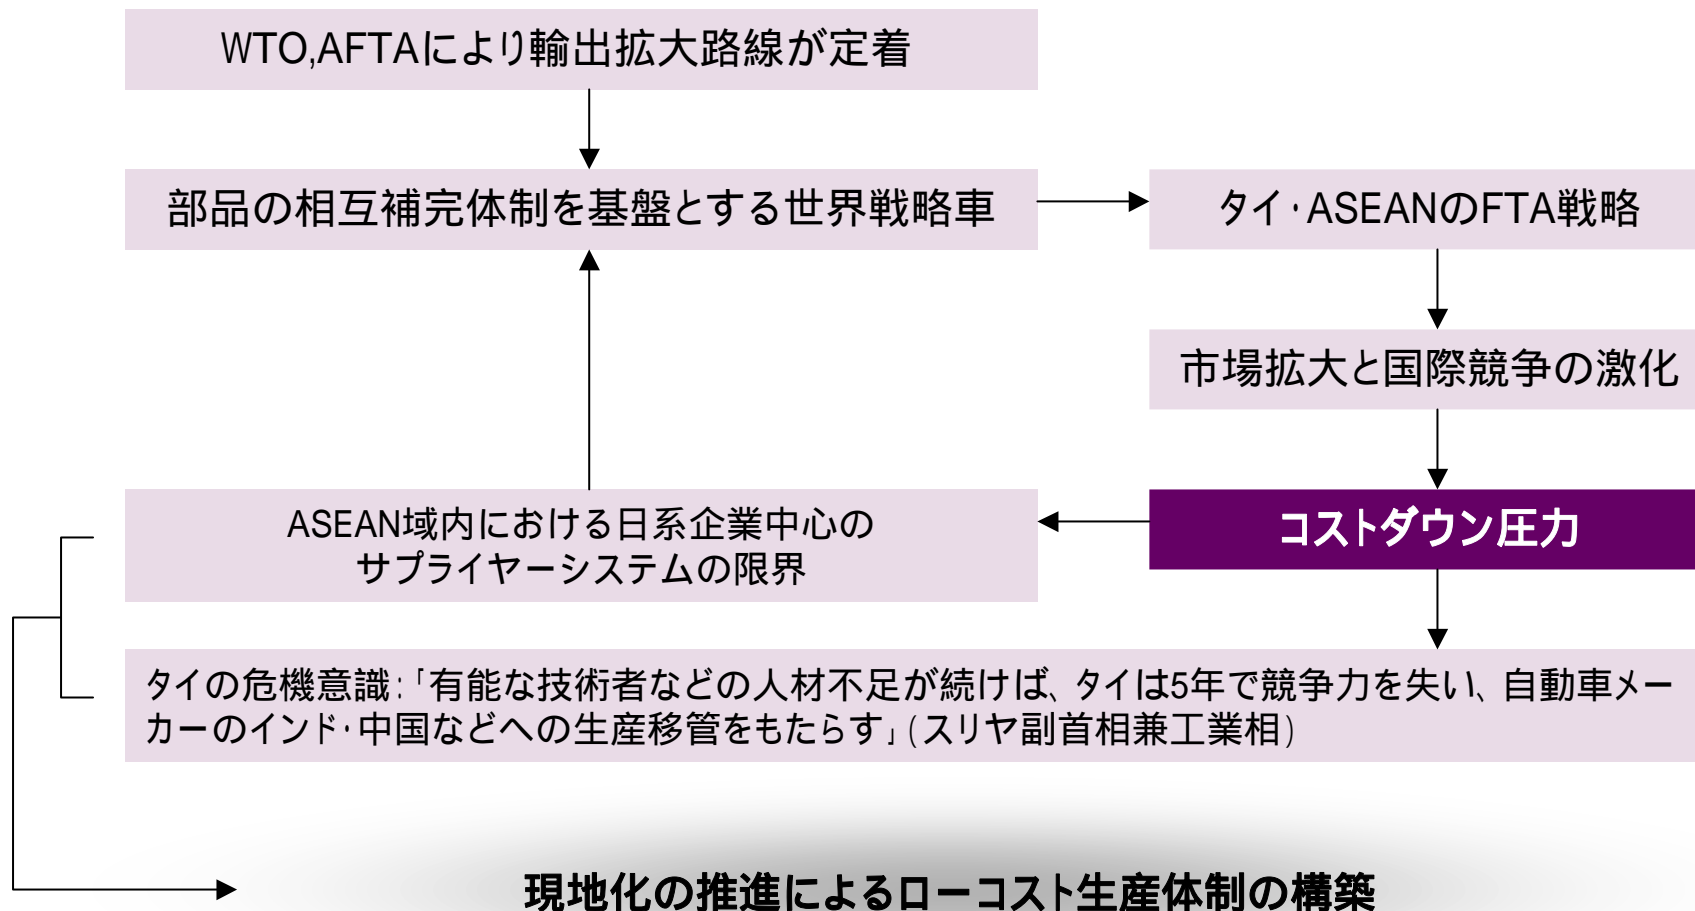 WTO,AFTAにより輸出拡大路線が定着
部品の相互補完体制を基盤とする世界戦略車
タイ・ASEANのFTA戦略
市場拡大と国際競争の激化
ASEAN域内における日系企業中心の
サプライヤーシステムの限界
コストダウン圧力
タイの危機意識:「有能な技術者などの人材不足が続けば、タイは5年で競争力を失い、自動車メー
カーのインド・中国などへの生産移管をもたらす」(スリヤ副首相兼工業相)
現地化の推進によるローコスト生産体制の構築